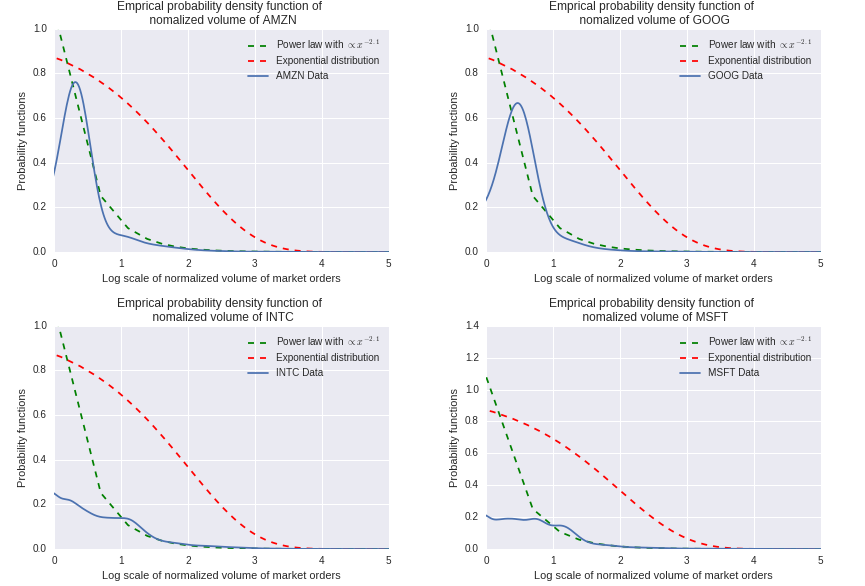 Emprical probability density function of
nomalized volume of AMZN
1.0
0.8
0.6
0.4
0.2
0.0
Probability functions
Power law with ∝ x^{-2.1}
Exponential distribution
AMZN Data
0 1 2 3 4 5
Log scale of normalized volume of market orders
Emprical probability density function of
nomalized volume of GOOG
1.0
0.8
0.6
0.4
0.2
0.0
Probability functions
Power law with ∝ x^{-2.1}
Exponential distribution
GOOG Data
0 1 2 3 4 5
Log scale of normalized volume of market orders
Emprical probability density function of
nomalized volume of INTC
1.0
0.8
0.6
0.4
0.2
0.0
Probability functions
Power law with ∝ x^{-2.1}
Exponential distribution
INTC Data
0 1 2 3 4 5
Log scale of normalized volume of market orders
Emprical probability density function of
nomalized volume of MSFT
1.4
1.2
1.0
0.8
0.6
0.4
0.2
0.0
Probability functions
Power law with ∝ x^{-2.1}
Exponential distribution
MSFT Data
0 1 2 3 4 5
Log scale of normalized volume of market orders